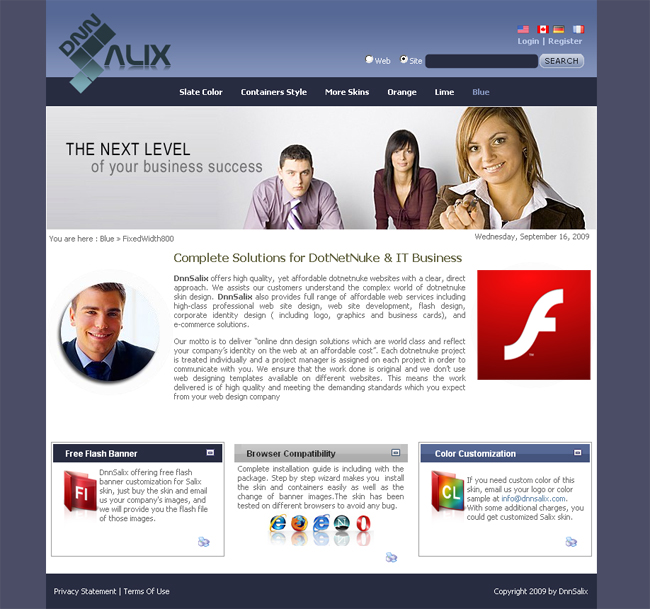 DNN
SALIX
Login | Register
Web Site SEARCH
Slate Color Containers Style More Skins Orange Lime Blue
THE NEXT LEVEL
of your business success
You are here : Blue » FixedWidth800
Wednesday, September 16, 2009
Complete Solutions for DotNetNuke & IT Business
DnnSalix offers high quality, yet affordable dotnetnuke websites with a clear, direct
approach. We assists our customers understand the complex world of dotnetnuke
skin design. DnnSalix also provides full range of affordable web services including
high-class professional web site design, web site development, flash design,
corporate identity design ( including logo, graphics and business cards), and
e-commerce solutions.
Our motto is to deliver "online dnn design solutions which are world class and reflect
your company's identity on the web at an affordable cost". Each dotnetnuke project
is treated individually and a project manager is assigned on each project in order to
communicate with you. We ensure that the work done is original and we don't use
web designing templates available on different websites. This means the work
delivered is of high quality and meeting the demanding standards which you expect
from your web design company
Free Flash Banner
Fl
DnnSalix offering free flash
banner customization for Salix
skin, just buy the skin and email
us your company's images, and
we will provide you the flash file
of those images.
Browser Compatibility
Complete installation guide is including with the
package. Step by step wizard makes you install
the skin and containers easily as well as the
change of banner images.The skin has been
tested on different browsers to avoid any bug.
Color Customization
CL
If you need custom color of this
skin, email us your logo or color
sample at info@dnnsalix.com.
With some additional charges, you
could get customized Salix skin.
Privacy Statement | Terms Of Use
Copyright 2009 by DnnSalix